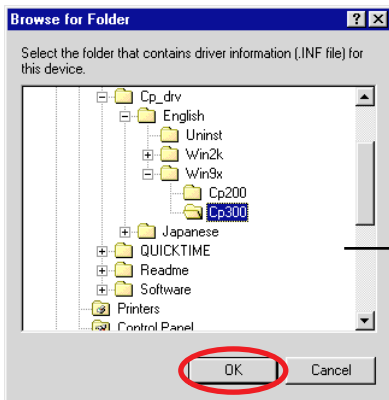 Browse for Folder
Select the folder that contains driver information (.INF file) for
this device.
Cp_drv
English
Uninst
Win2k
Win9x
Cp200
Cp300
Japanese
QUICKTIME
Readme
Software
Printers
Control Panel
OK
Cancel